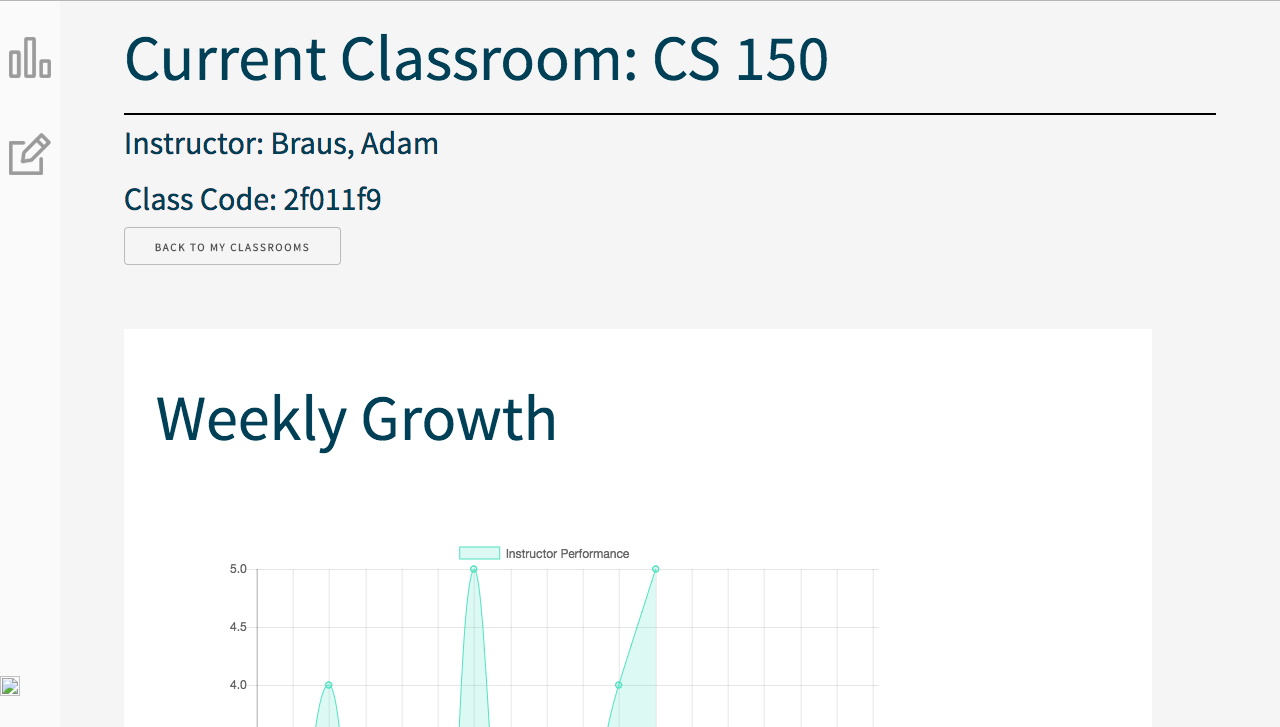 Current Classroom: CS 150
Instructor: Braus, Adam
Class Code: 2f011f9
BACK TO MY CLASSROOMS
Weekly Growth
Instructor Performance
5.0
4.5
4.0